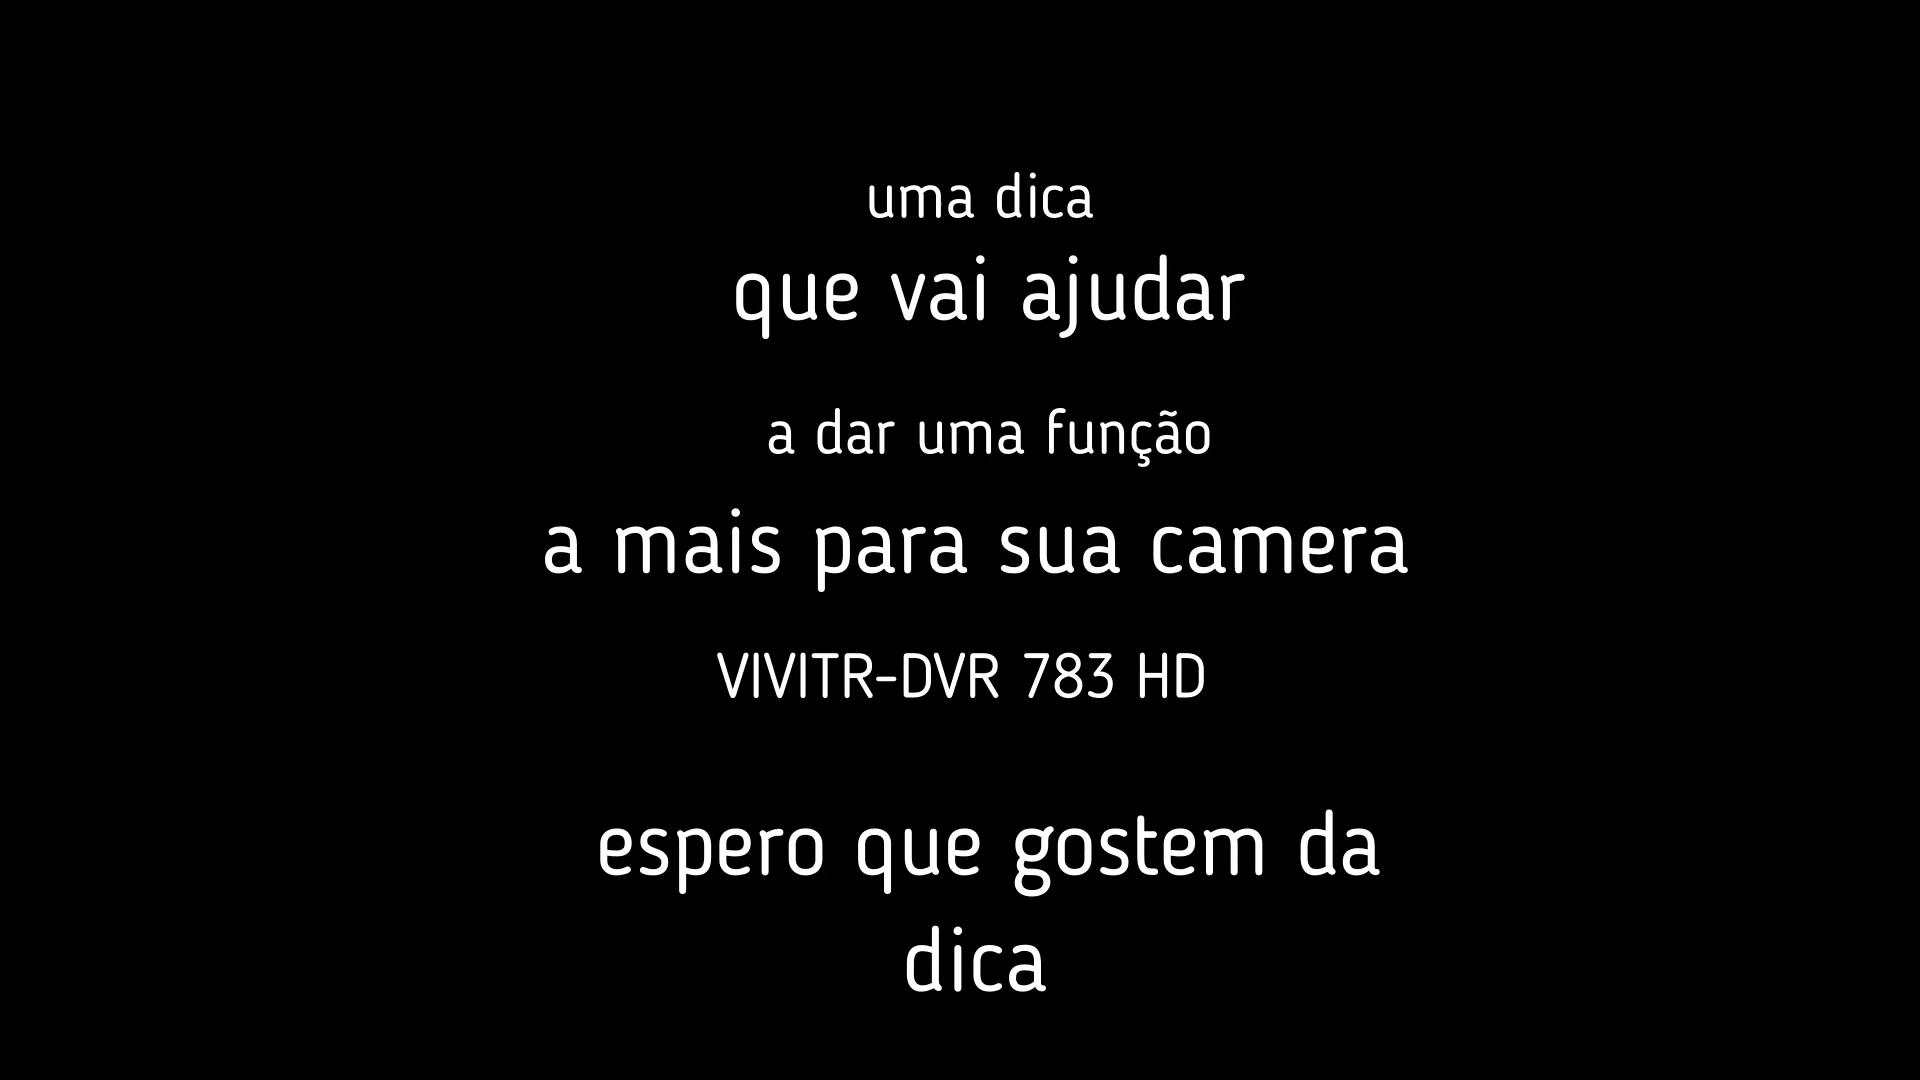 uma dica
que vai ajudar
a dar uma função
a mais para sua camera
VIVITR-DVR 783 HD
espero que gostem da
dica